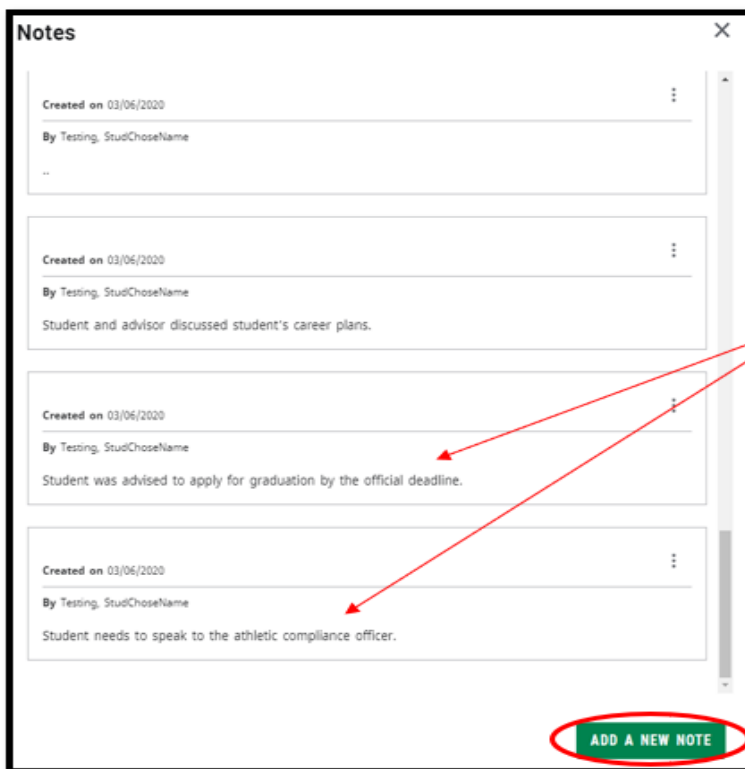 Notes
Created on 03/06/2020
By Testing, StudChoseName
..
Created on 03/06/2020
By Testing, StudChoseName
Student and advisor discussed student's career plans.
Created on 03/06/2020
By Testing, StudChoseName
Student was advised to apply for graduation by the official deadline.
Created on 03/06/2020
By Testing, StudChoseName
Student needs to speak to the athletic compliance officer.
ADD A NEW NOTE